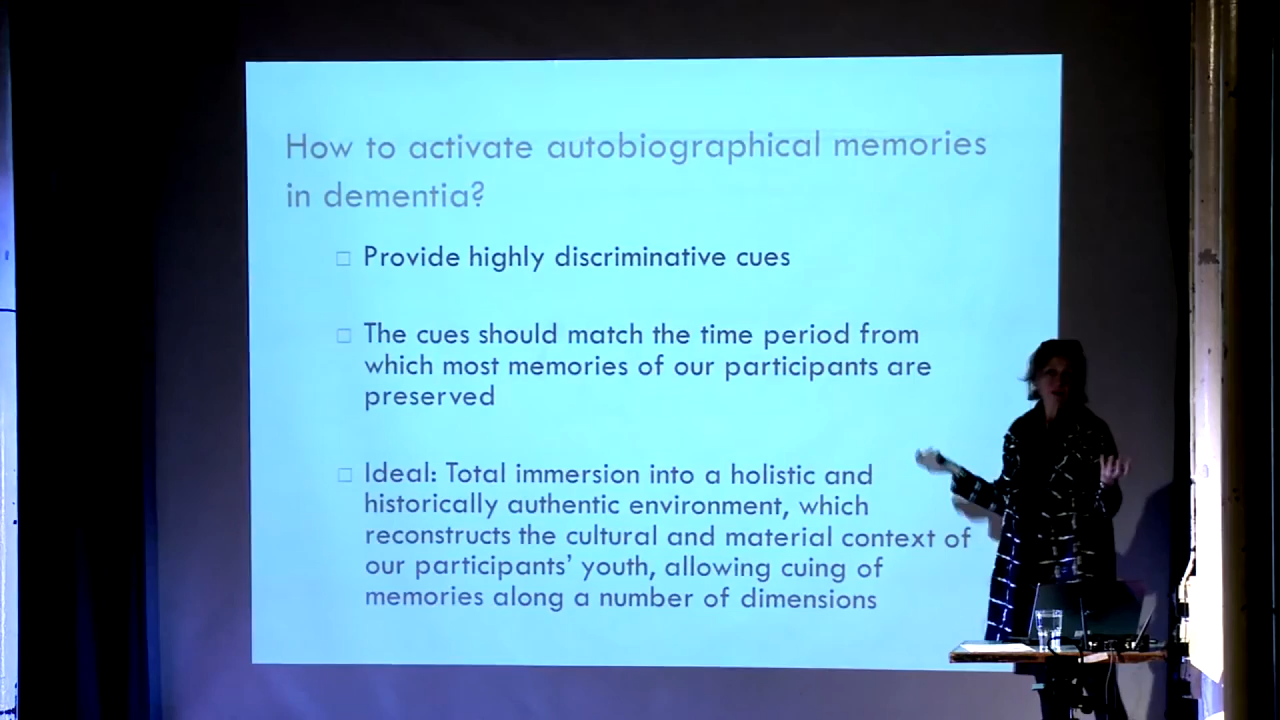 How to activate autobiographical memories
in dementia?
Provide highly discriminative cues
The cues should match the time period from
which most memories of our participants are
preserved
Ideal: Total immersion into a holistic and
historically authentic environment, which
reconstructs the cultural and material context of
our participants’ youth, allowing cuing of
memories along a number of dimensions